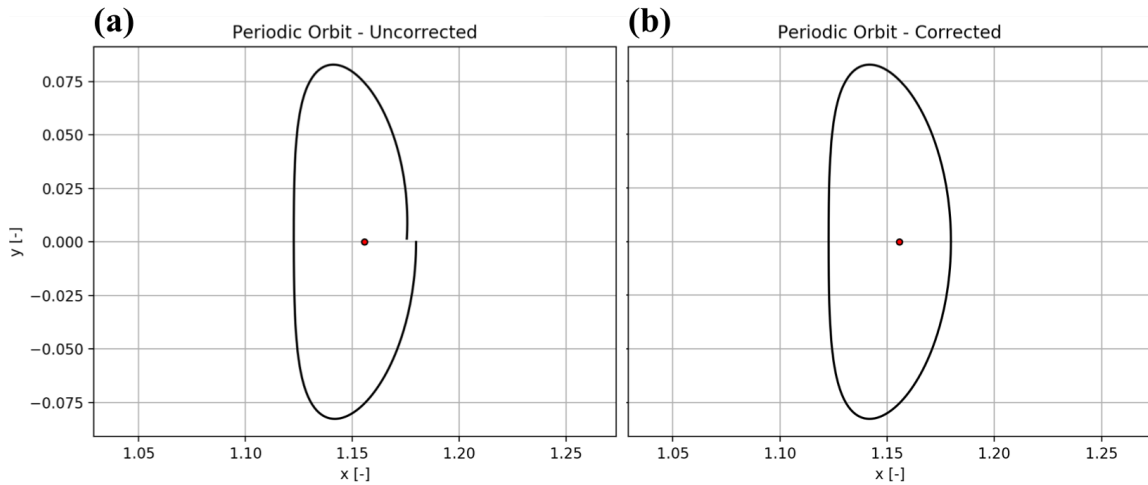 (a)
Periodic Orbit - Uncorrected
0.075
0.050
0.025
0.000
−0.025
−0.050
−0.075
y [-]
1.05 1.10 1.15 1.20 1.25
x [-]
(b)
Periodic Orbit - Corrected
1.05 1.10 1.15 1.20 1.25
x [-]